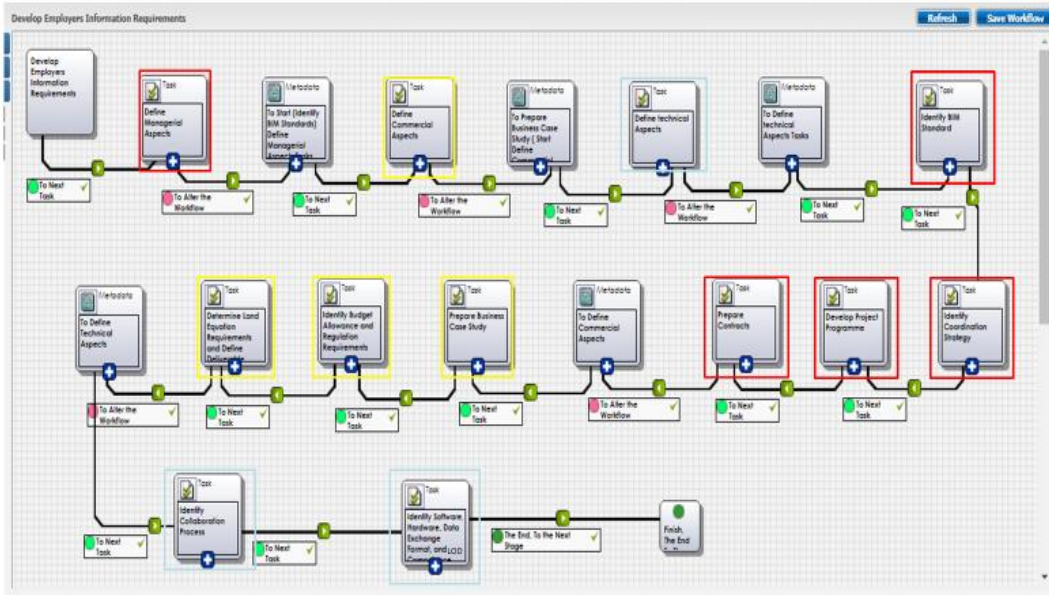 Develop Employers Information Requirements
Refresh
Save Workflow
Develop
Employers
Information
Requirements
Task
Define
Managerial
Aspects
Metadata
To Start (Identify
BIM Standards)
Define
Managerial
Task
Define
Commercial
Aspects
Metadata
To Prepare
Business Case
Study ( Start
Define
Task
Define technical
Aspects
Metadata
To Define
technical
Aspects Tasks
Task
Identify BIM
Standard
To Next
Task
To Alter the
Workflow
To Next
Task
To Alter the
Workflow
To Next
Task
To Alter the
Workflow
To Next
Task
To Next
Task
Metadata
To Define
Technical
Aspects
Task
Determine Land
Equation
Requirements
and Define
Task
Identify Budget
Allowance and
Regulation
Requirements
Task
Prepare Business
Case Study
Metadata
To Define
Commercial
Aspects
Task
Prepare
Contracts
Task
Develop Project
Programme
Task
Identify
Coordination
Strategy
To Alter the
Workflow
To Next
Task
To Next
Task
To Next
Task
To Alter the
Workflow
To Next
Task
To Next
Task
Task
Identify
Collaboration
Process
Task
Identify Software,
Hardware, Data
Exchange
Format, and LOD
Finish,
The End
To Next
Task
To Next
Task
The End, To the Next
Stage